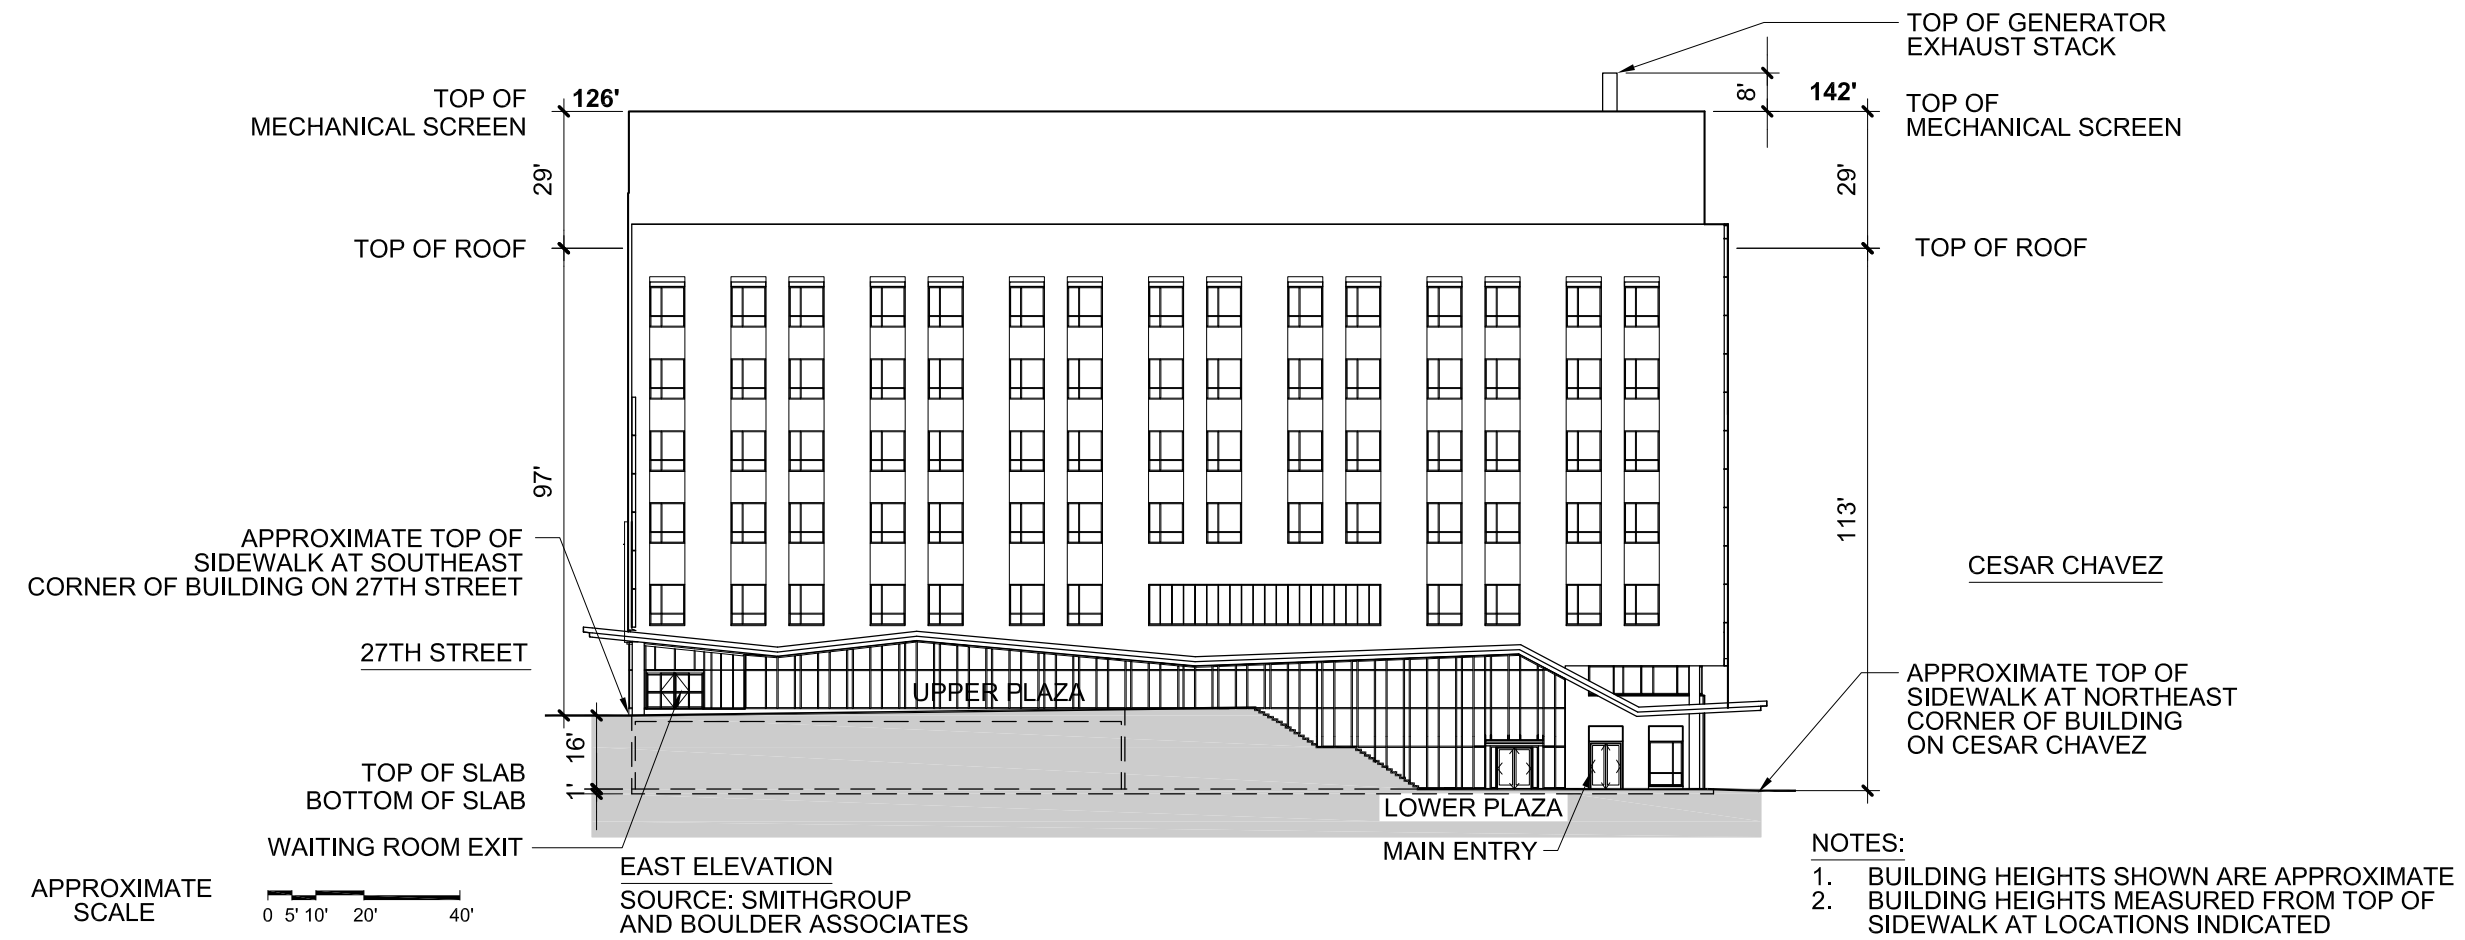 TOP OF GENERATOR
EXHAUST STACK
TOP OF
MECHANICAL SCREEN
126'
8'
142'
TOP OF
MECHANICAL SCREEN
29'
29'
TOP OF ROOF
TOP OF ROOF
97'
113'
APPROXIMATE TOP OF
SIDEWALK AT SOUTHEAST
CORNER OF BUILDING ON 27TH STREET
CESAR CHAVEZ
27TH STREET
UPPER PLAZA
APPROXIMATE TOP OF
SIDEWALK AT NORTHEAST
CORNER OF BUILDING
ON CESAR CHAVEZ
16'
TOP OF SLAB
1'
BOTTOM OF SLAB
LOWER PLAZA
WAITING ROOM EXIT
MAIN ENTRY
EAST ELEVATION
SOURCE: SMITHGROUP
AND BOULDER ASSOCIATES
APPROXIMATE
SCALE
0 5' 10' 20' 40'
NOTES:
1. BUILDING HEIGHTS SHOWN ARE APPROXIMATE
2. BUILDING HEIGHTS MEASURED FROM TOP OF
SIDEWALK AT LOCATIONS INDICATED